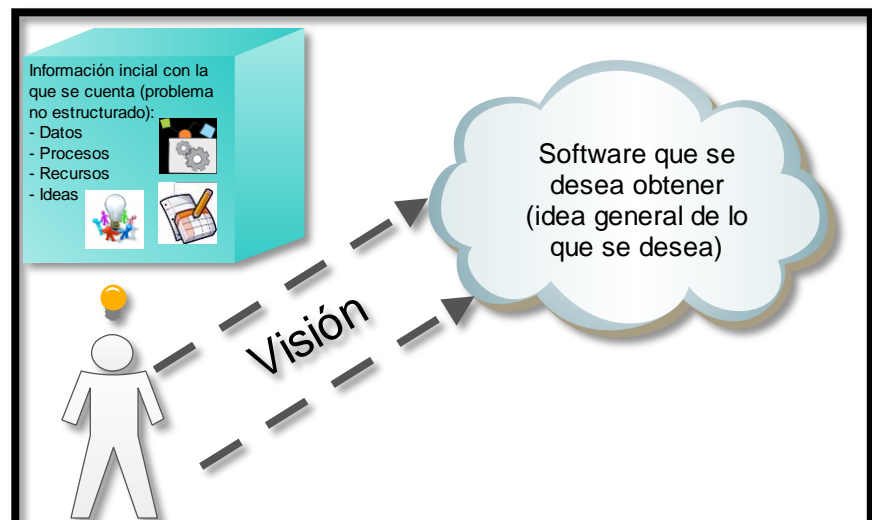 Información incial con la
que se cuenta (problema
no estructurado):
- Datos
- Procesos
- Recursos
- Ideas
Software que se
desea obtener
(idea general de lo
que se desea)
Visión